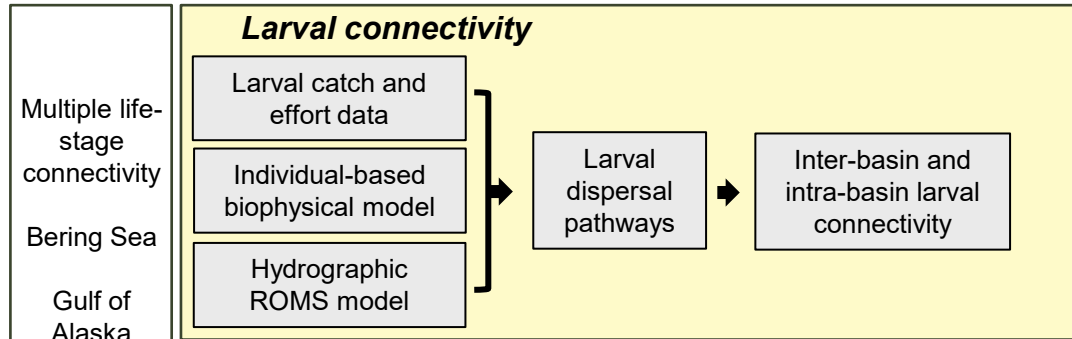 Multiple life-
stage
connectivity
Bering Sea
Gulf of
Alaska
Larval connectivity
Larval catch and
effort data
Individual-based
biophysical model
Hydrographic
ROMS model
Larval
dispersal
pathways
Inter-basin and
intra-basin larval
connectivity